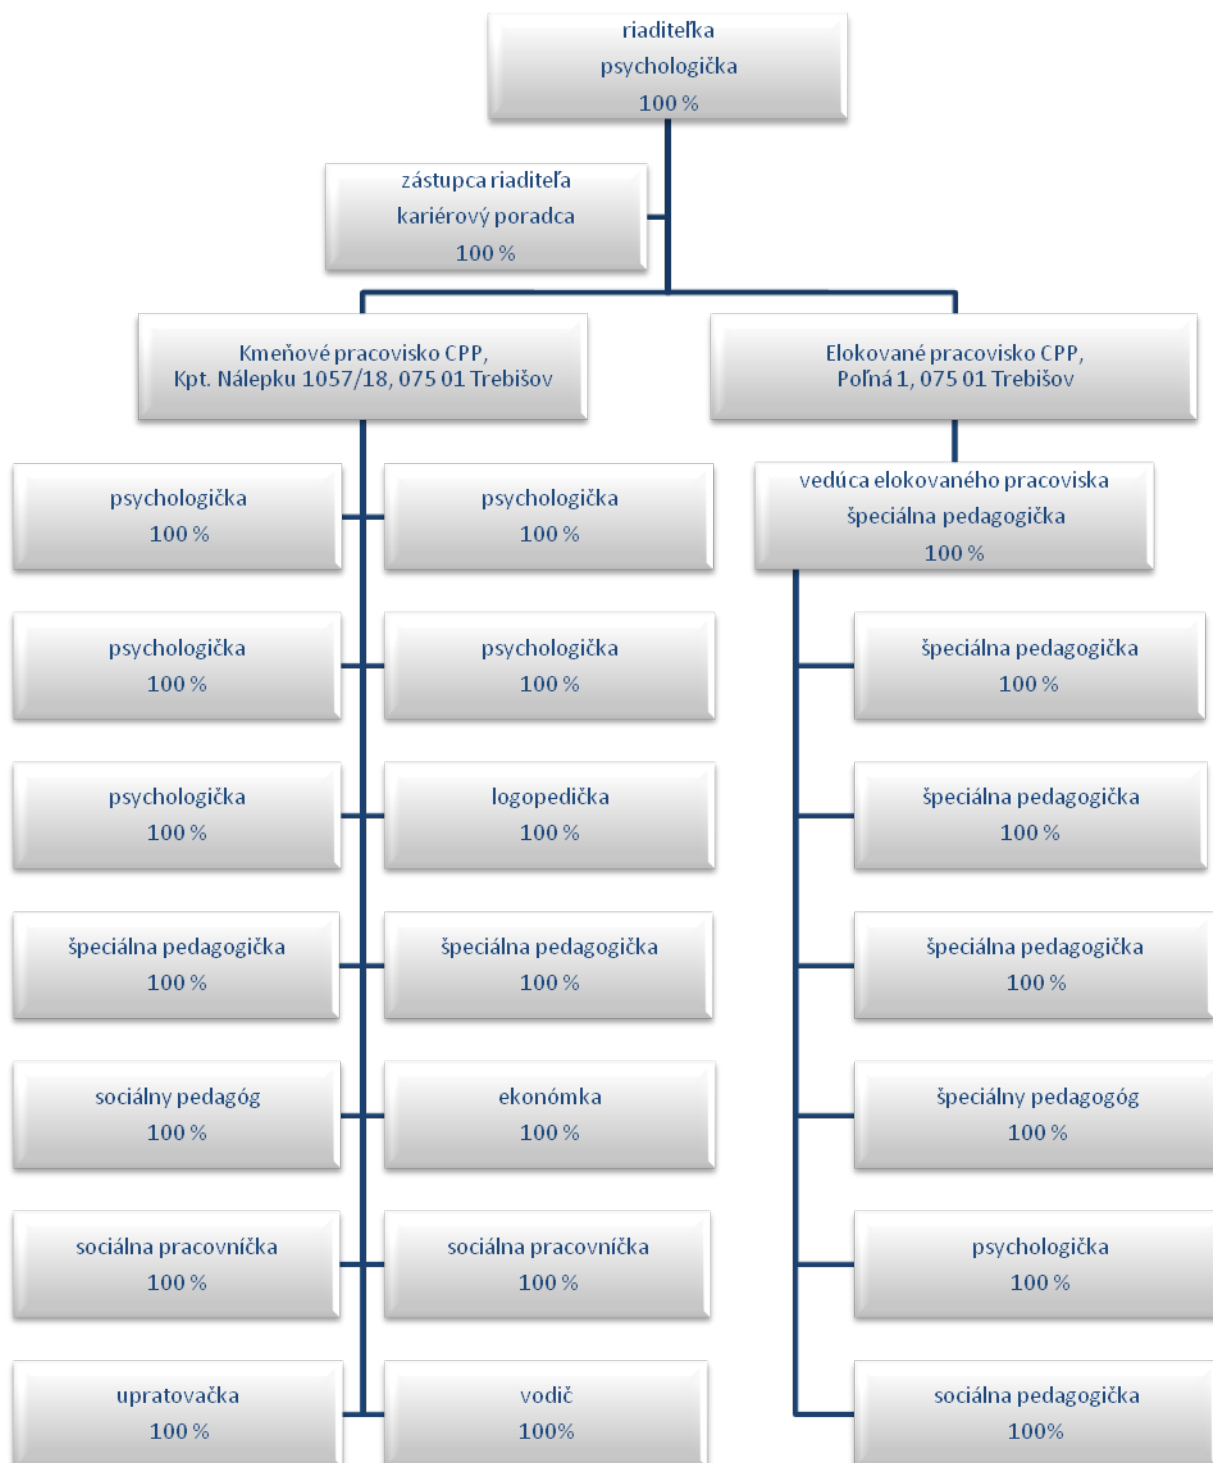 riaditeľka
psychologička
100 %
zástupca riaditeľa
kariérový poradca
100 %
Kmeňové pracovisko CPP,
Kpt. Nálepku 1057/18, 075 01 Trebišov
Elokované pracovisko CPP,
Poľná 1, 075 01 Trebišov
psychologička
100 %
psychologička
100 %
vedúca elokovaného pracoviska
špeciálna pedagogička
100 %
psychologička
100 %
psychologička
100 %
špeciálna pedagogička
100 %
psychologička
100 %
logopedička
100 %
špeciálna pedagogička
100 %
špeciálna pedagogička
100 %
špeciálna pedagogička
100 %
špeciálna pedagogička
100 %
sociálny pedagóg
100 %
ekonómka
100 %
špeciálny pedagogóg
100 %
sociálna pracovníčka
100 %
sociálna pracovníčka
100 %
psychologička
100 %
upratovačka
100 %
vodič
100%
sociálna pedagogička
100%